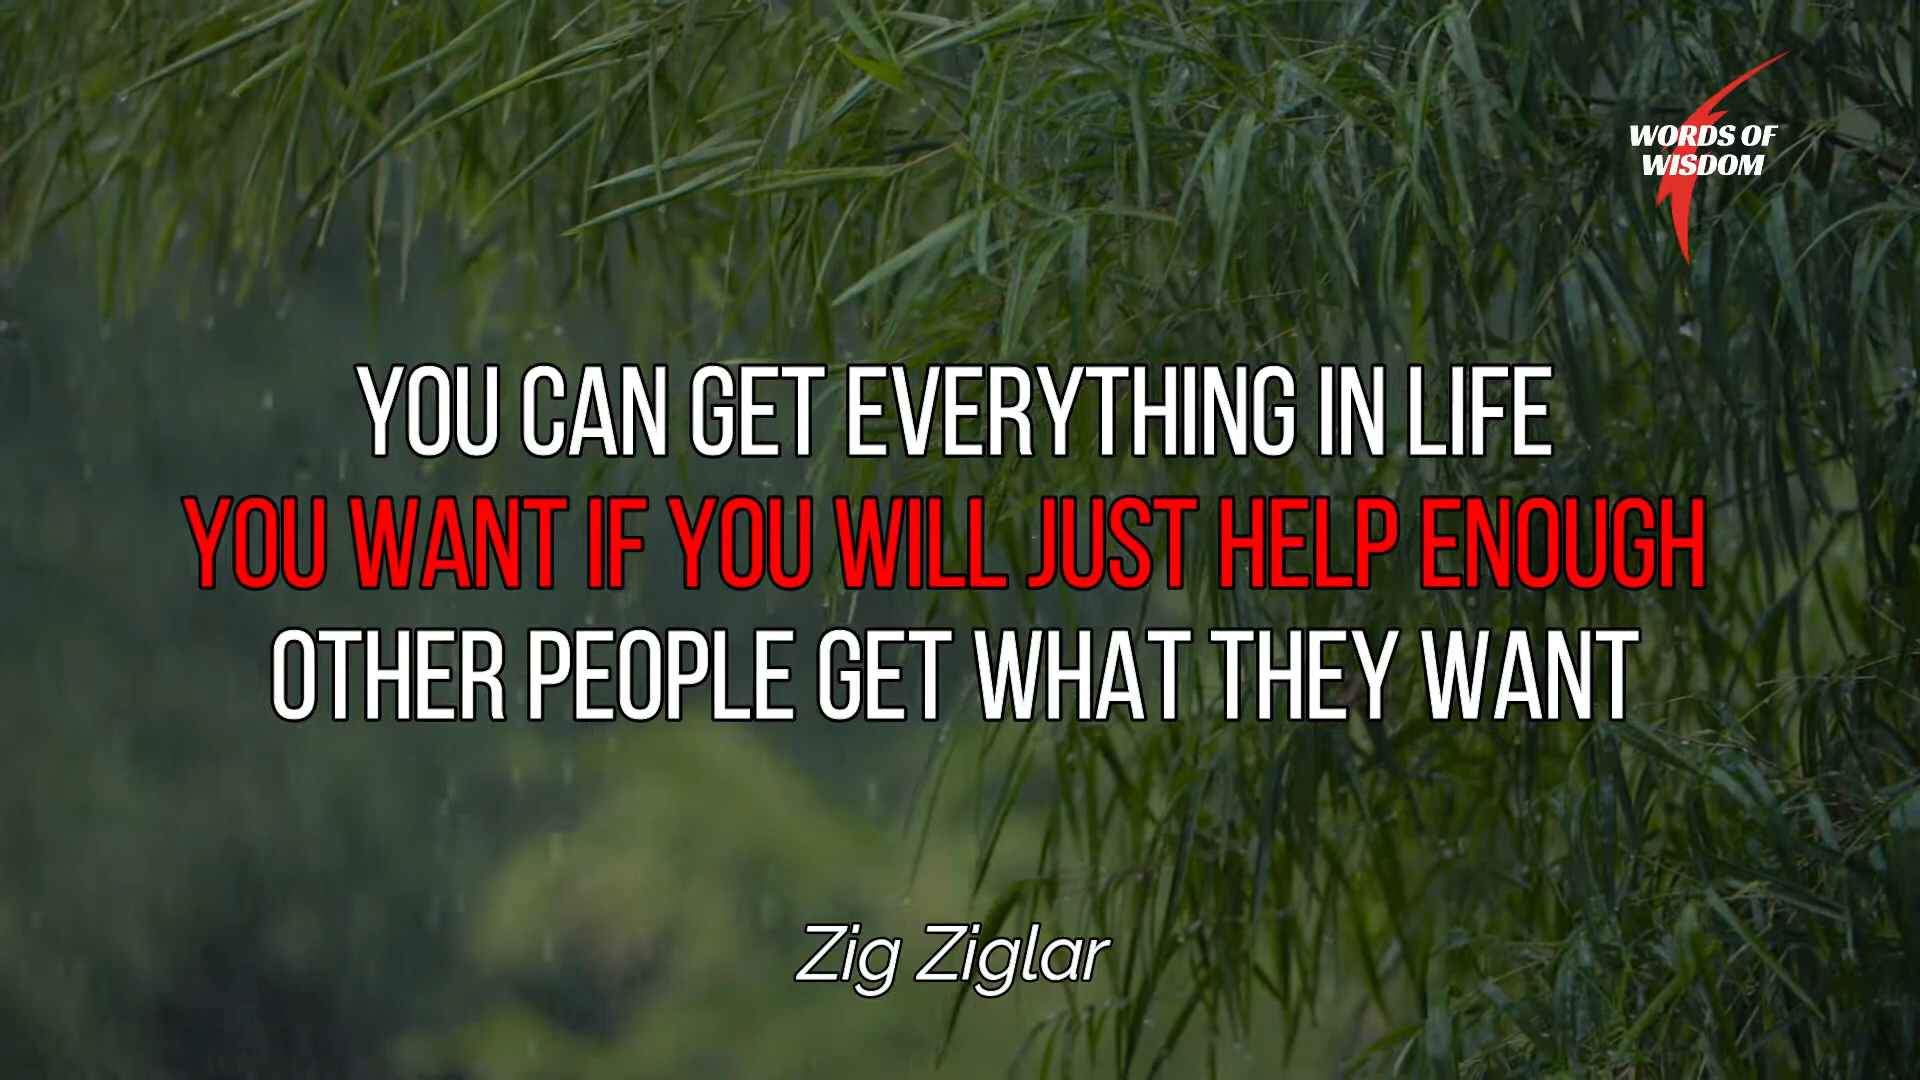 WORDS OF
WISDOM
YOU CAN GET EVERYTHING IN LIFE
YOU WANT IF YOU WILL JUST HELP ENOUGH
OTHER PEOPLE GET WHAT THEY WANT
Zig Ziglar